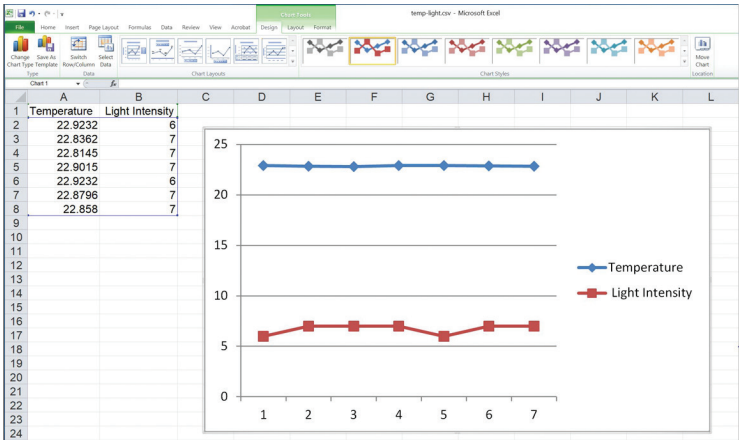 temp-light.csv - Microsoft Excel
Chart Tools
File Home Insert Page Layout Formulas Data Review View Acrobat Design Layout Format
Change Chart Type
Save As Template
Switch Row/Column
Select Data
Move Chart
Type Data Chart Layouts Chart Styles Location
Chart 1 fx
A B C D E F G H I J K L
1 Temperature Light Intensity
2 22.9232 6
3 22.8362 7
4 22.8145 7
5 22.9015 7
6 22.9232 6
7 22.8796 7
8 22.858 7
9
10
11
12
13
14
15
16
17
18
19
20
21
22
23
24
25
20
15
10
5
0
1 2 3 4 5 6 7
Temperature
Light Intensity